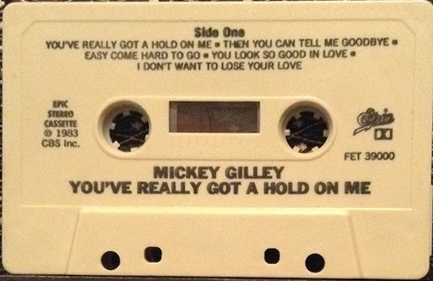 Side One
YOU'VE REALLY GOT A HOLD ON ME ■ THEN YOU CAN TELL ME GOODBYE ■
EASY COME HARD TO GO ■ YOU LOOK SO GOOD IN LOVE ■
I DON'T WANT TO LOSE YOUR LOVE
EPIC
STEREO
CASSETTE
℗ 1983
CBS Inc.
Epic
FET 39000
MICKEY GILLEY
YOU'VE REALLY GOT A HOLD ON ME